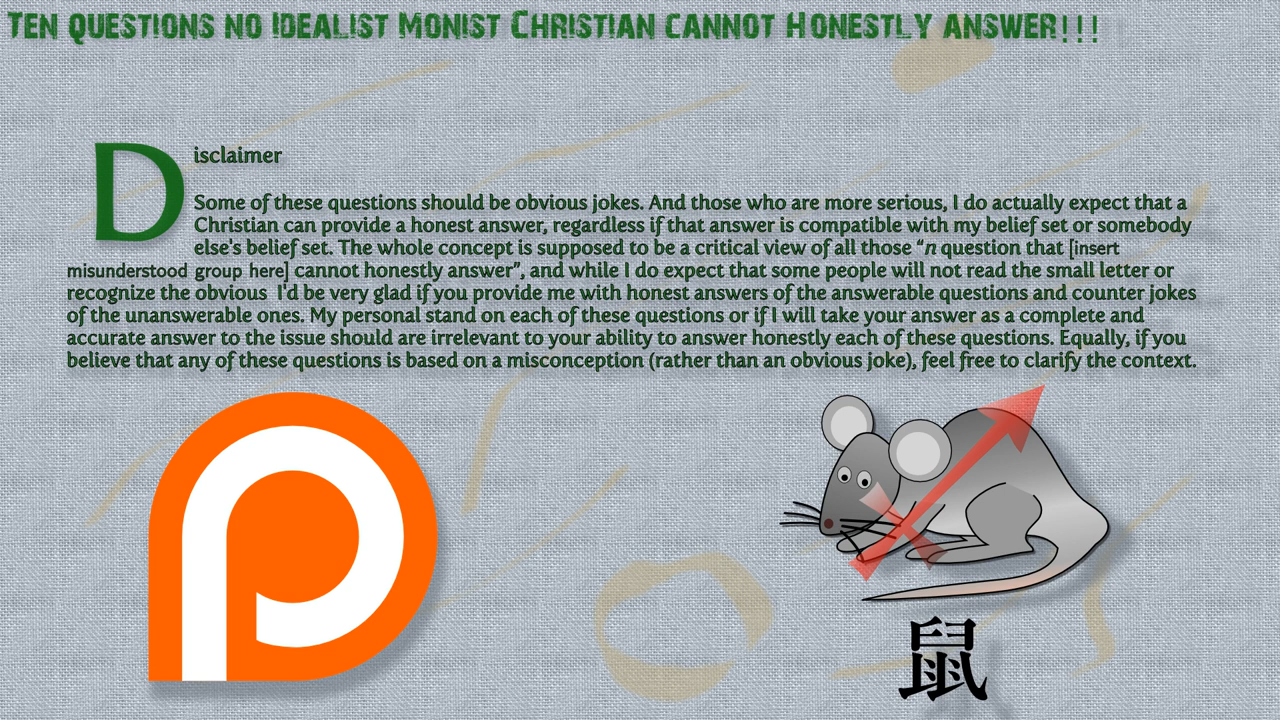 Ten questions no Idealist Monist Christian cannot Honestly answer!!!
Disclaimer
Some of these questions should be obvious jokes. And those who are more serious, I do actually expect that a
Christian can provide a honest answer, regardless if that answer is compatible with my belief set or somebody
else's belief set. The whole concept is supposed to be a critical view of all those “n question that [insert
misunderstood group here] cannot honestly answer”, and while I do expect that some people will not read the small letter or
recognize the obvious I'd be very glad if you provide me with honest answers of the answerable questions and counter jokes
of the unanswerable ones. My personal stand on each of these questions or if I will take your answer as a complete and
accurate answer to the issue should are irrelevant to your ability to answer honestly each of these questions. Equally, if you
believe that any of these questions is based on a misconception (rather than an obvious joke), feel free to clarify the context.
鼠